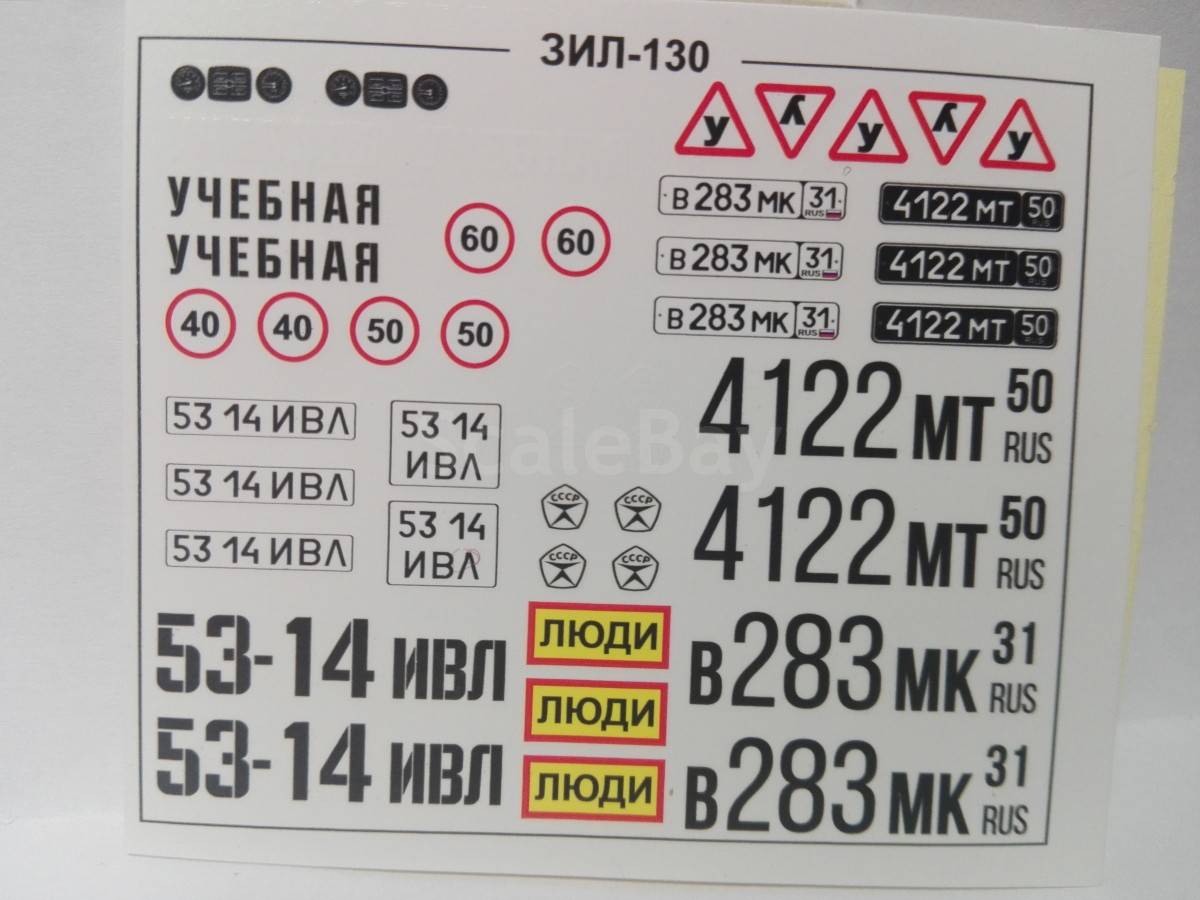 ЗИЛ-130
У У У У У
УЧЕБНАЯ
УЧЕБНАЯ
60 60
40 40 50 50
В 283 МК 31 RUS
В 283 МК 31 RUS
В 283 МК 31 RUS
4122 МТ 50 RUS
4122 МТ 50 RUS
4122 МТ 50 RUS
53 14 ИВЛ
53 14 ИВЛ
53 14 ИВЛ
53 14
ИВЛ
53 14
ИВЛ
4122 МТ 50 RUS
4122 МТ 50 RUS
СССР СССР
СССР СССР
53-14 ИВЛ
53-14 ИВЛ
ЛЮДИ
ЛЮДИ
ЛЮДИ
В 283 МК 31 RUS
В 283 МК 31 RUS
ScaleBay